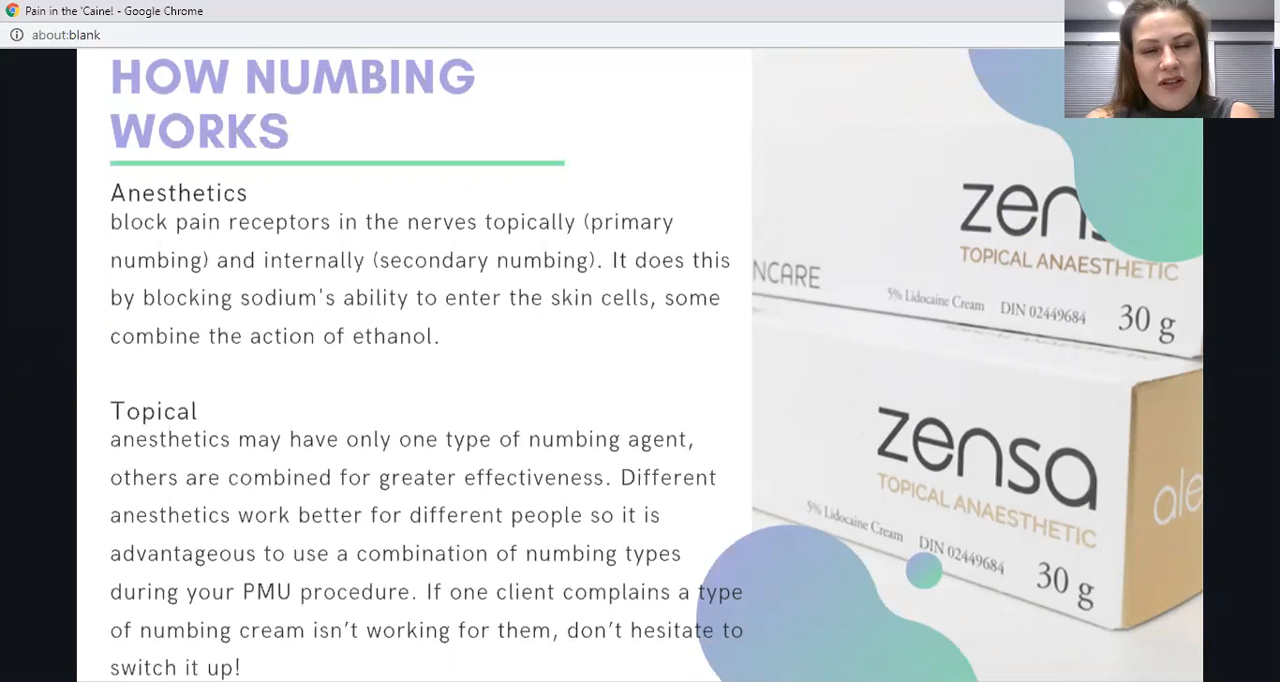 Pain in the 'Caine! - Google Chrome
about:blank
HOW NUMBING
WORKS
Anesthetics
block pain receptors in the nerves topically (primary
numbing) and internally (secondary numbing). It does this
by blocking sodium's ability to enter the skin cells, some
combine the action of ethanol.
Topical
anesthetics may have only one type of numbing agent,
others are combined for greater effectiveness. Different
anesthetics work better for different people so it is
advantageous to use a combination of numbing types
during your PMU procedure. If one client complains a type
of numbing cream isn’t working for them, don’t hesitate to
switch it up!
zens
TOPICAL ANAESTHETIC
NCARE
5% Lidocaine Cream DIN 02449684 30 g
zensa
TOPICAL ANAESTHETIC
5% Lidocaine Cream DIN 02449684 30 g
ale